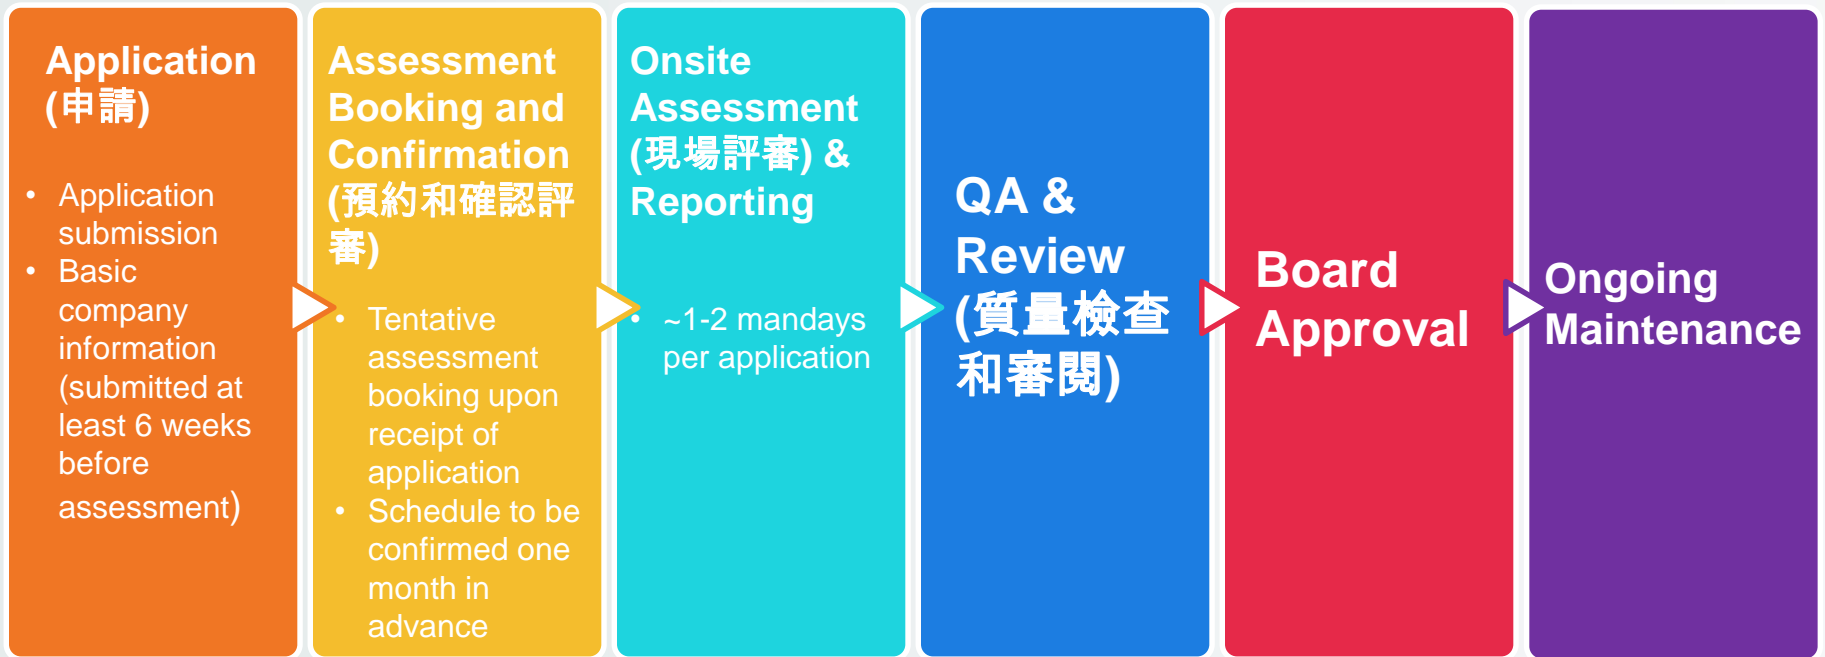 Application
(申請)
• Application
submission
• Basic
company
information
(submitted at
least 6 weeks
before
assessment)
Assessment
Booking and
Confirmation
(預約和確認評
審)
• Tentative
assessment
booking upon
receipt of
application
• Schedule to be
confirmed one
month in
advance
Onsite
Assessment
(現場評審) &
Reporting
• ~1-2 mandays
per application
QA &
Review
(質量檢查
和審閱)
Board
Approval
Ongoing
Maintenance